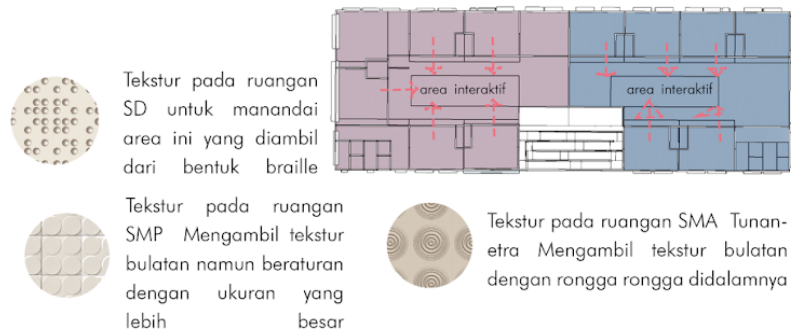 Tekstur pada ruangan
SD untuk manandai
area ini yang diambil
dari bentuk braille
area interaktif
area interaktif
Tekstur pada ruangan
SMP Mengambil tekstur
bulatan namun beraturan
dengan ukuran yang
lebih besar
Tekstur pada ruangan SMA Tunan-
etra Mengambil tekstur bulatan
dengan rongga rongga didalamnya